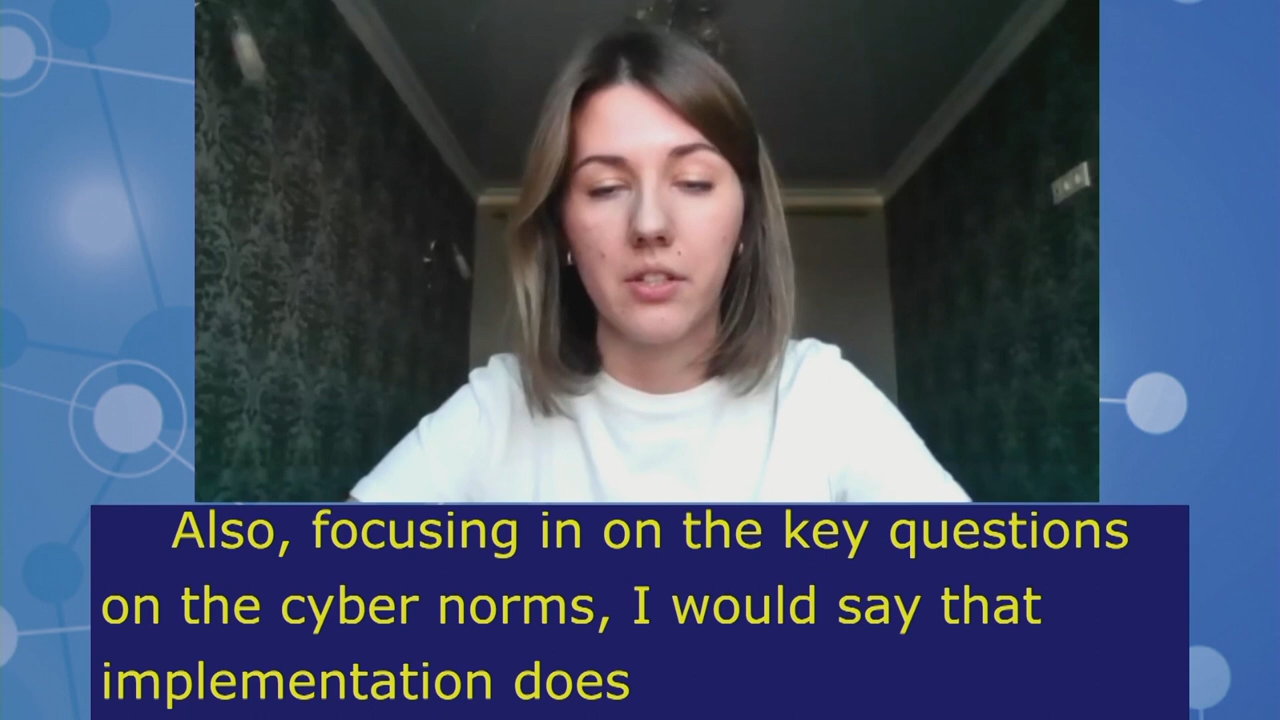 Also, focusing in on the key questions
on the cyber norms, I would say that
implementation does